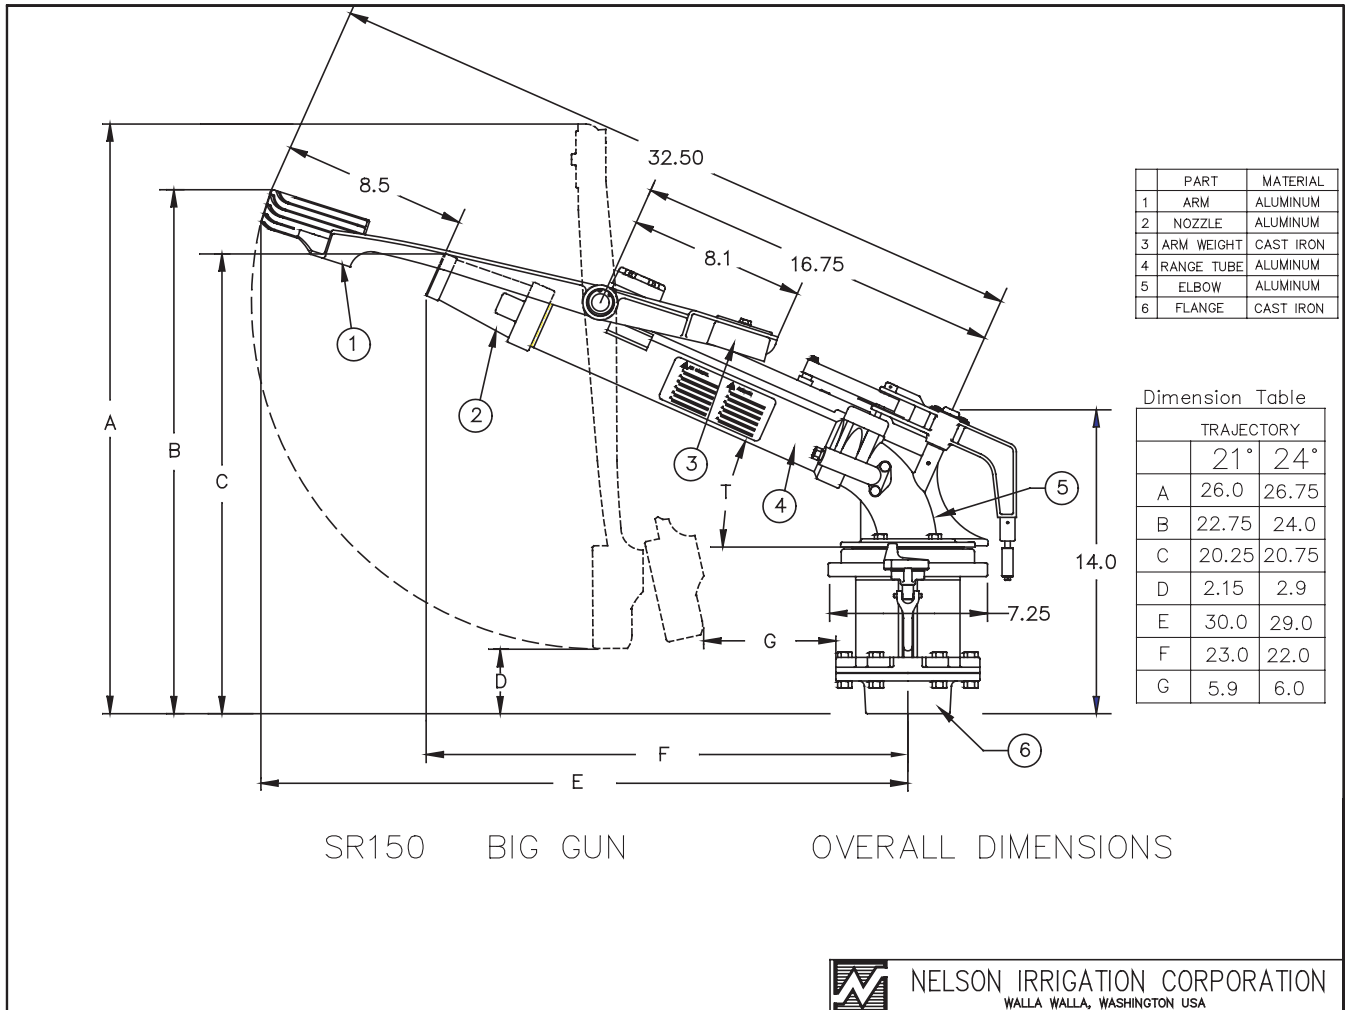 32.50
8.5
8.1
16.75
A
B
C
T
D
G
F
E
14.0
7.25
1
2
3
4
5
6
PART MATERIAL
1 ARM ALUMINUM
2 NOZZLE ALUMINUM
3 ARM WEIGHT CAST IRON
4 RANGE TUBE ALUMINUM
5 ELBOW ALUMINUM
6 FLANGE CAST IRON
Dimension Table
TRAJECTORY
21° 24°
A 26.0 26.75
B 22.75 24.0
C 20.25 20.75
D 2.15 2.9
E 30.0 29.0
F 23.0 22.0
G 5.9 6.0
SR150 BIG GUN OVERALL DIMENSIONS
NELSON IRRIGATION CORPORATION
WALLA WALLA, WASHINGTON USA